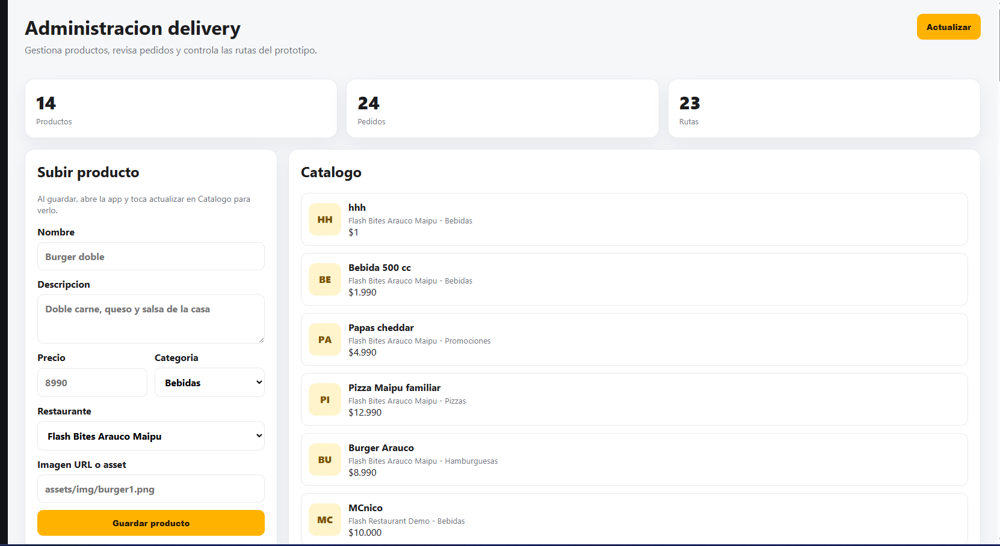 Administracion delivery
Gestiona productos, revisa pedidos y controla las rutas del prototipo.
Actualizar
14
Productos
24
Pedidos
23
Rutas
Subir producto
Al guardar, abre la app y toca actualizar en Catalogo para
verlo.
Nombre
Burger doble
Descripcion
Doble carne, queso y salsa de la casa
Precio
Categoria
8990
Bebidas
Restaurante
Flash Bites Arauco Maipu
Imagen URL o asset
assets/img/burger1.png
Guardar producto
Catalogo
HH
hhh
Flash Bites Arauco Maipu - Bebidas
$1
BE
Bebida 500 cc
Flash Bites Arauco Maipu - Bebidas
$1.990
PA
Papas cheddar
Flash Bites Arauco Maipu - Promociones
$4.990
PI
Pizza Maipu familiar
Flash Bites Arauco Maipu - Pizzas
$12.990
BU
Burger Arauco
Flash Bites Arauco Maipu - Hamburguesas
$8.990
MC
MCnico
Flash Restaurant Demo - Bebidas
$10.000